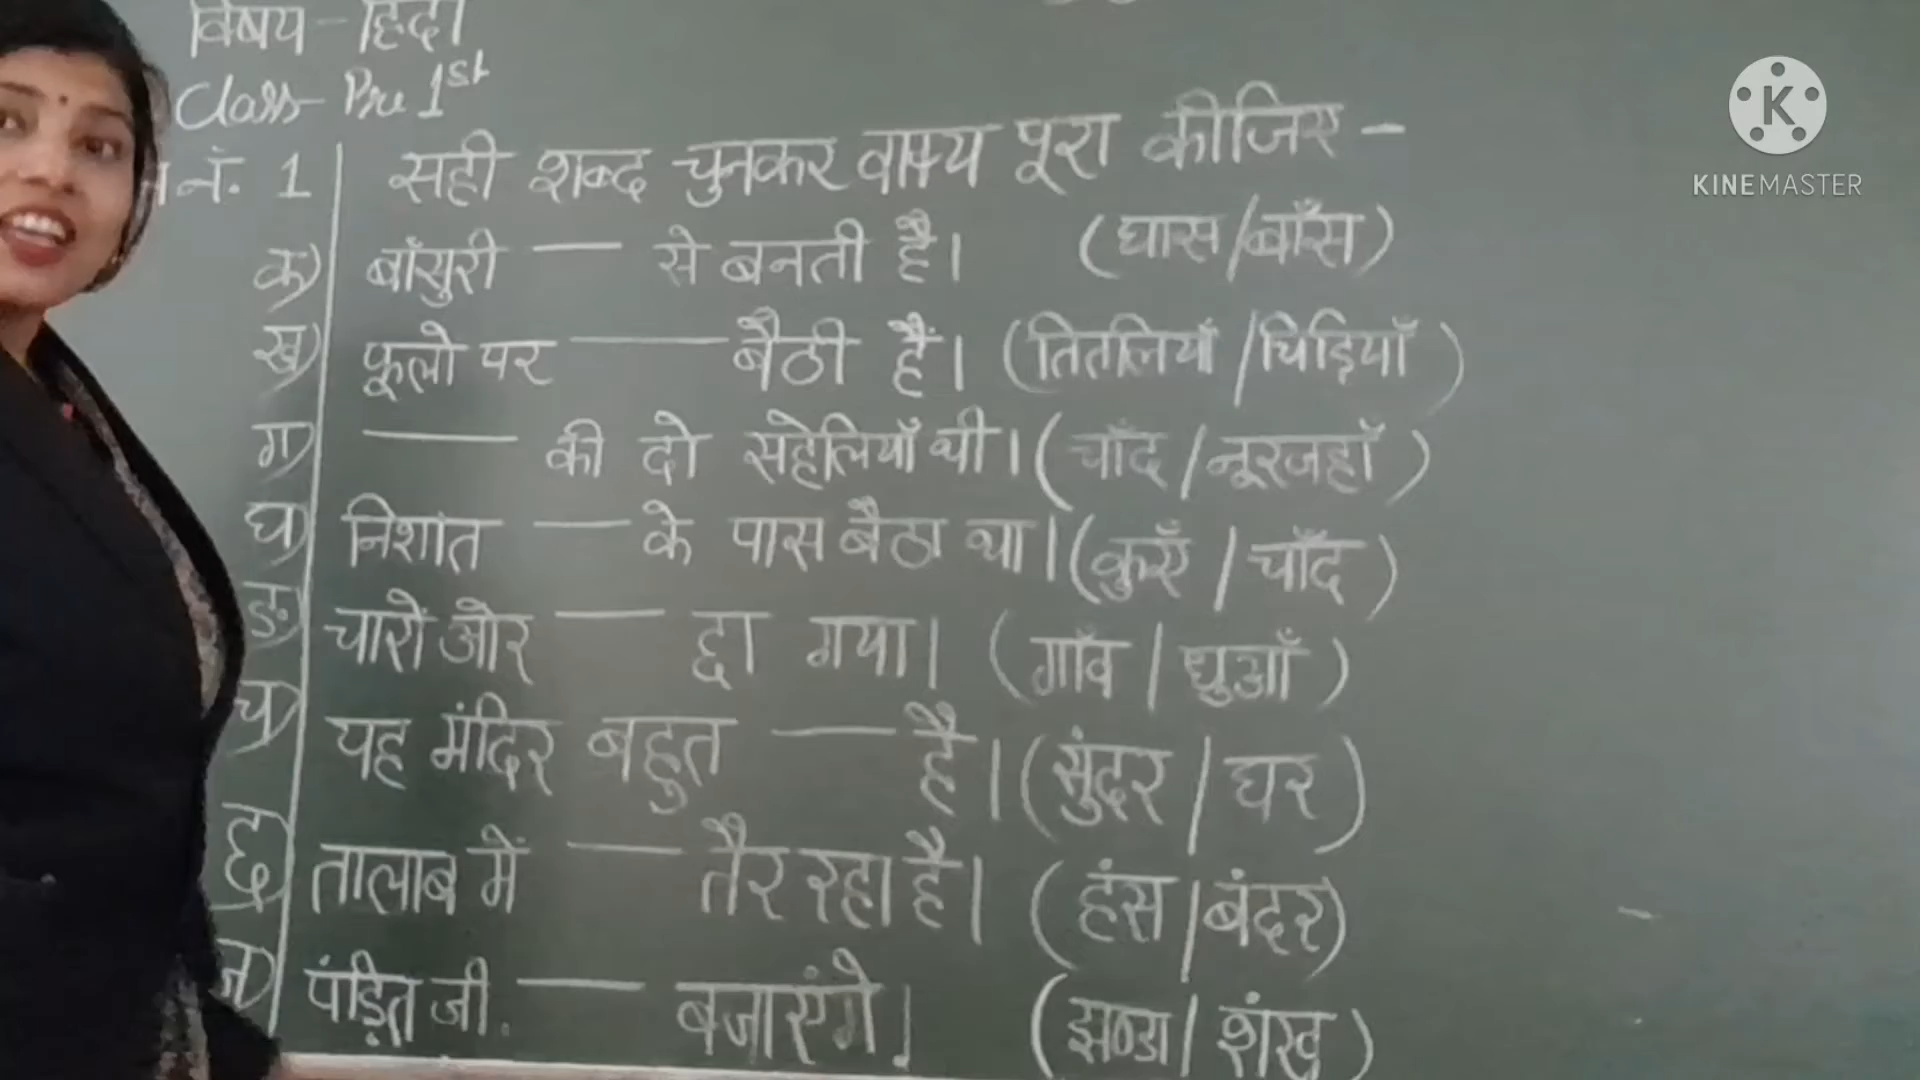 विषय - हिंदी
Class- Pre 1st
नं. 1 सही शब्द चुनकर वाक्य पूरा कीजिए -
क) बाँसुरी — से बनती है। (घास/बाँस)
ख) फूलो पर — बैठी हैं। (तितलियाँ/चिड़ियाँ)
ग) — की दो सहेलियाँ थी। (चाँद/नूरजहाँ)
घ) निशांत — के पास बैठा था। (कुएँ/चाँद)
ङ) चारों ओर — छा गया। (गाँव/धुआँ)
च) यह मंदिर बहुत — है। (सुंदर/घर)
छ) तालाब में — तैर रहा है। (हंस/बंदर)
ज) पंड़ित जी — बजाएंगे। (झण्डा/शंख)
K
KINEMASTER